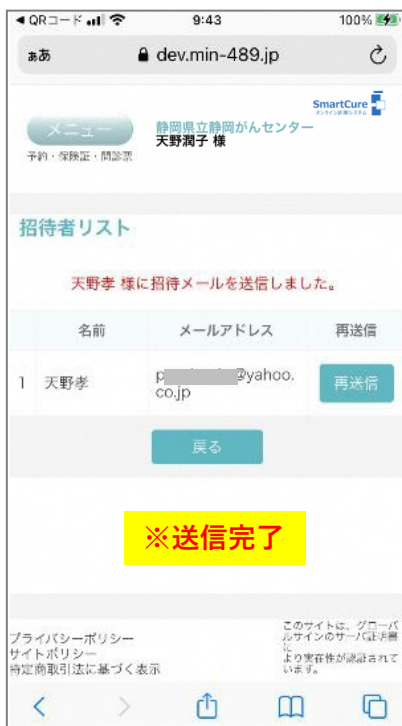 ◀ QRコード 9:43 100%
ぁあ dev.min-489.jp
SmartCure
オンライン診療システム
メニュー
予約・保険証・問診票
静岡県立静岡がんセンター
天野潤子 様
招待者リスト
天野孝 様に招待メールを送信しました。
名前 メールアドレス 再送信
1 天野孝 p @yahoo.
co.jp 再送信
戻る
※送信完了
プライバシーポリシー
サイトポリシー
特定商取引法に基づく表示
このサイトは、グローバ
ルサインのサーバ証明書
に
より実在性が認証されて
います。